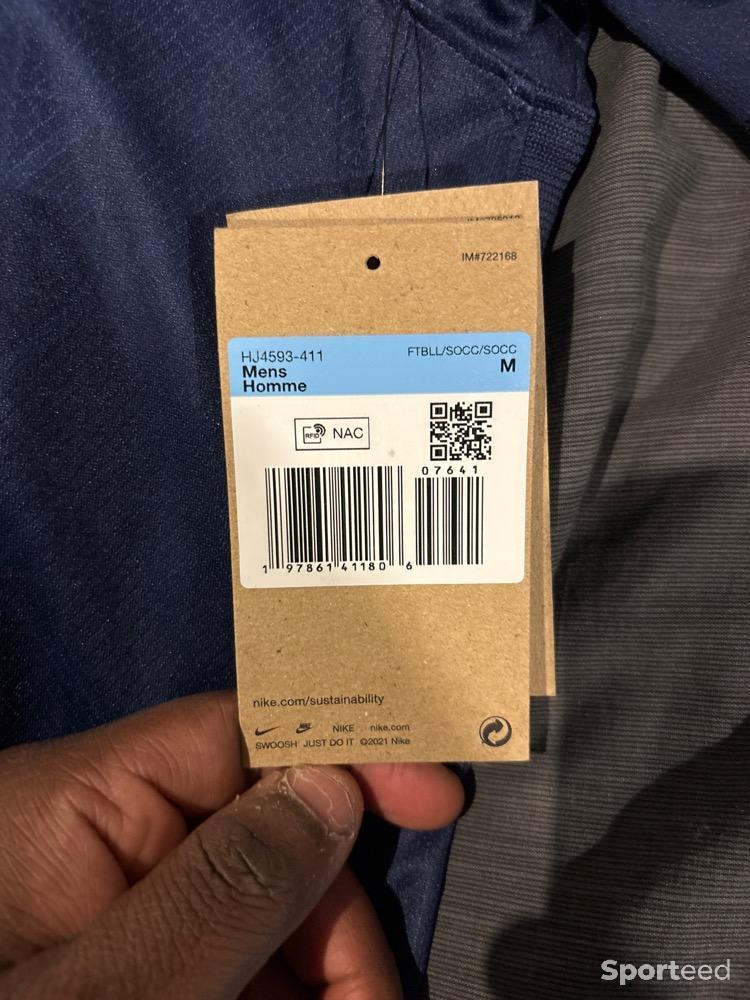 IM#722168
HJ4593-411 FTBLL/SOCC/SOCC
Mens M
Homme
RFID NAC
07641
1 97861 41180 6
nike.com/sustainability
NIKE nike.com
SWOOSH JUST DO IT ©2021 Nike
Sporteed